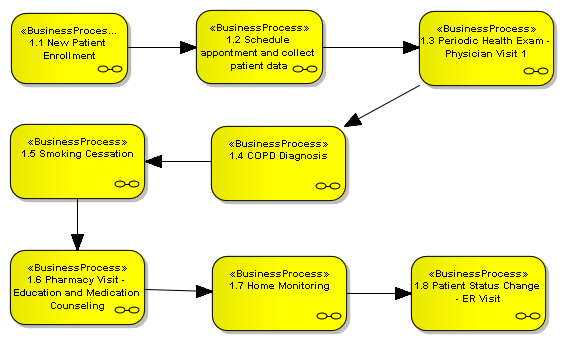 «BusinessProces...
1.1 New Patient
Enrollment
«BusinessProcess»
1.2 Schedule
appontment and collect
patient data
«BusinessProcess»
1.3 Periodic Health Exam -
Physician Visit 1
«BusinessProcess»
1.4 COPD Diagnosis
«BusinessProcess»
1.5 Smoking Cessation
«BusinessProcess»
1.6 Pharmacy Visit -
Education and Medication
Counseling
«BusinessProcess»
1.7 Home Monitoring
«BusinessProcess»
1.8 Patient Status Change
- ER Visit